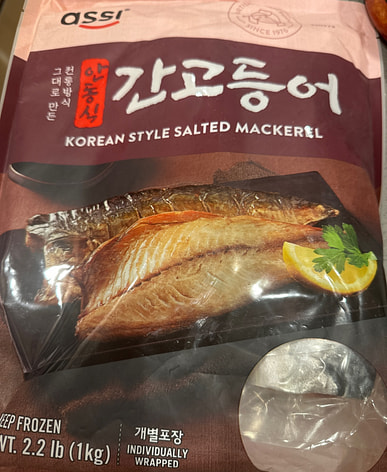 assi
SINCE 1970
전통방식
그대로 만든
안동식
간고등어
KOREAN STYLE SALTED MACKEREL
KEEP FROZEN
WT. 2.2 lb (1kg)
개별포장
INDIVIDUALLY
WRAPPED